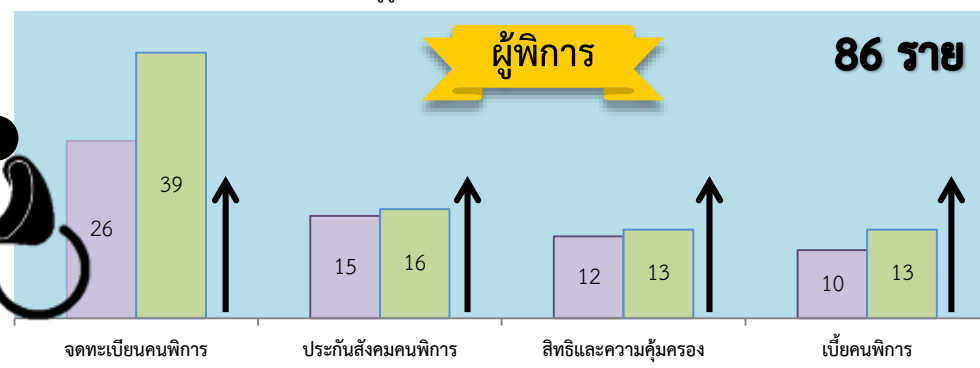 ผู้พิการ
86 ราย
26
39
15
16
12
13
10
13
จดทะเบียนคนพิการ
ประกันสังคมคนพิการ
สิทธิและความคุ้มครอง
เบี้ยคนพิการ